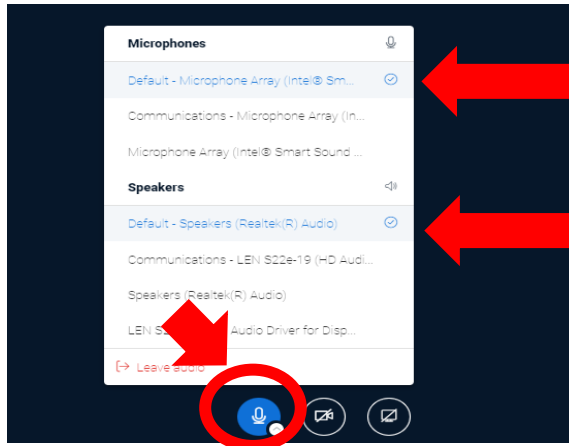 Microphones
Default - Microphone Array (Intel® Sm...
Communications - Microphone Array (In...
Microphone Array (Intel® Smart Sound ...
Speakers
Default - Speakers (Realtek(R) Audio)
Communications - LEN S22e-19 (HD Audi...
Speakers (Realtek(R) Audio)
LEN Audio Driver for Disp...
Leave audio